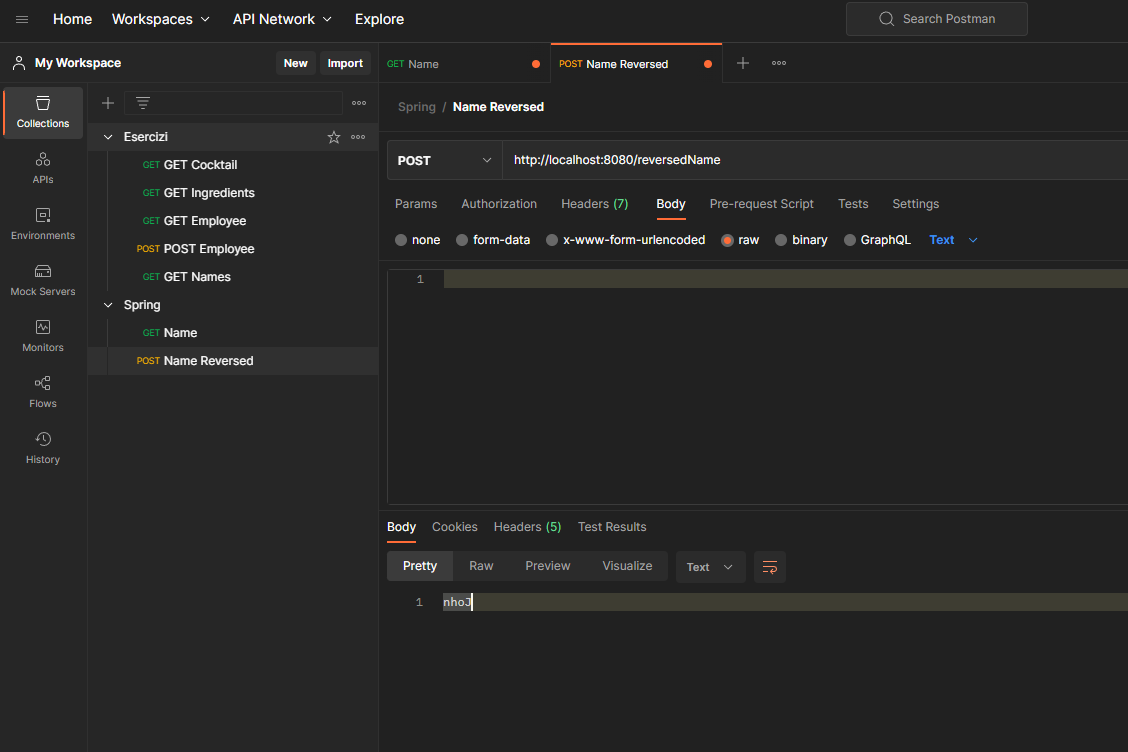 Home Workspaces API Network Explore Search Postman
My Workspace New Import
GET Name POST Name Reversed
Collections
APIs
Environments
Mock Servers
Monitors
Flows
History
Esercizi
GET GET Cocktail
GET GET Ingredients
GET GET Employee
POST POST Employee
GET GET Names
Spring
GET Name
POST Name Reversed
Spring / Name Reversed
POST http://localhost:8080/reversedName
Params Authorization Headers (7) Body Pre-request Script Tests Settings
none form-data x-www-form-urlencoded raw binary GraphQL Text
1
Body Cookies Headers (5) Test Results
Pretty Raw Preview Visualize Text
1 nhoJ